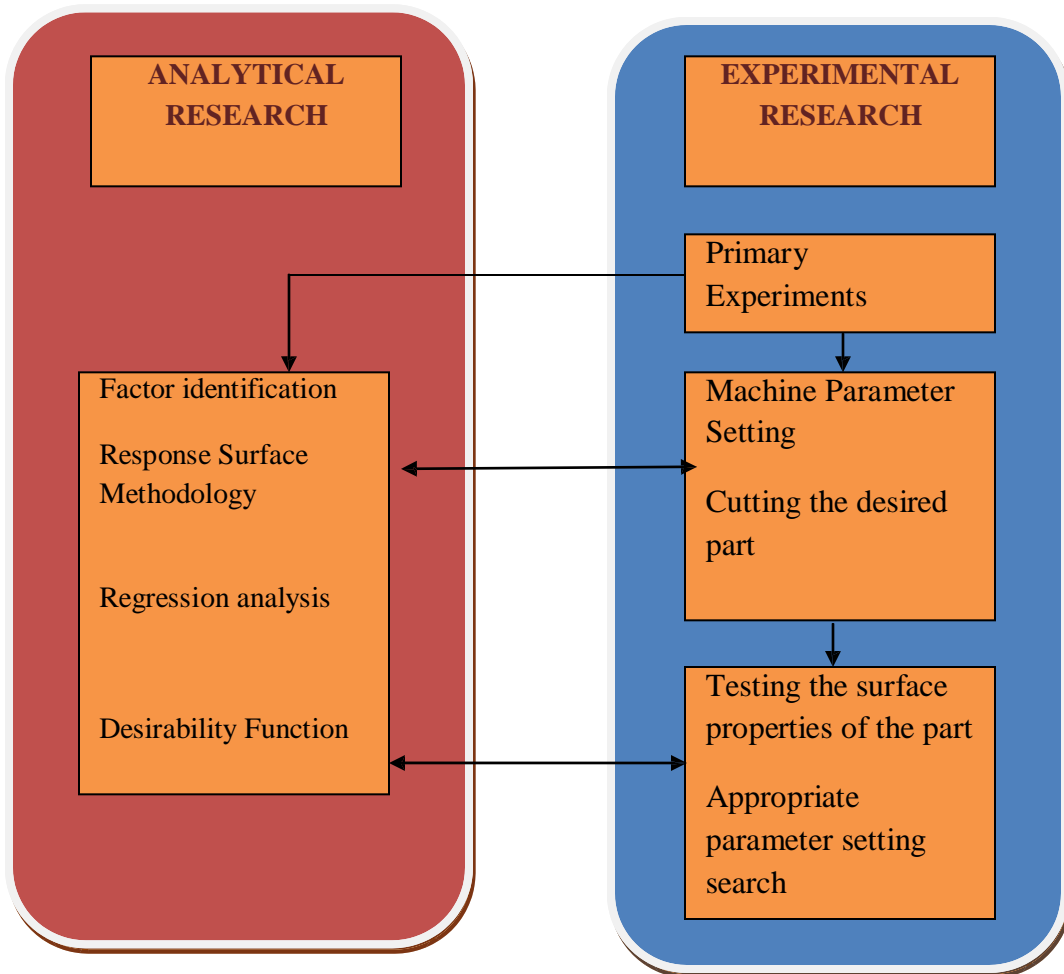 ANALYTICAL
RESEARCH
Factor identification
Response Surface
Methodology
Regression analysis
Desirability Function
EXPERIMENTAL
RESEARCH
Primary
Experiments
Machine Parameter
Setting
Cutting the desired
part
Testing the surface
properties of the part
Appropriate
parameter setting
search